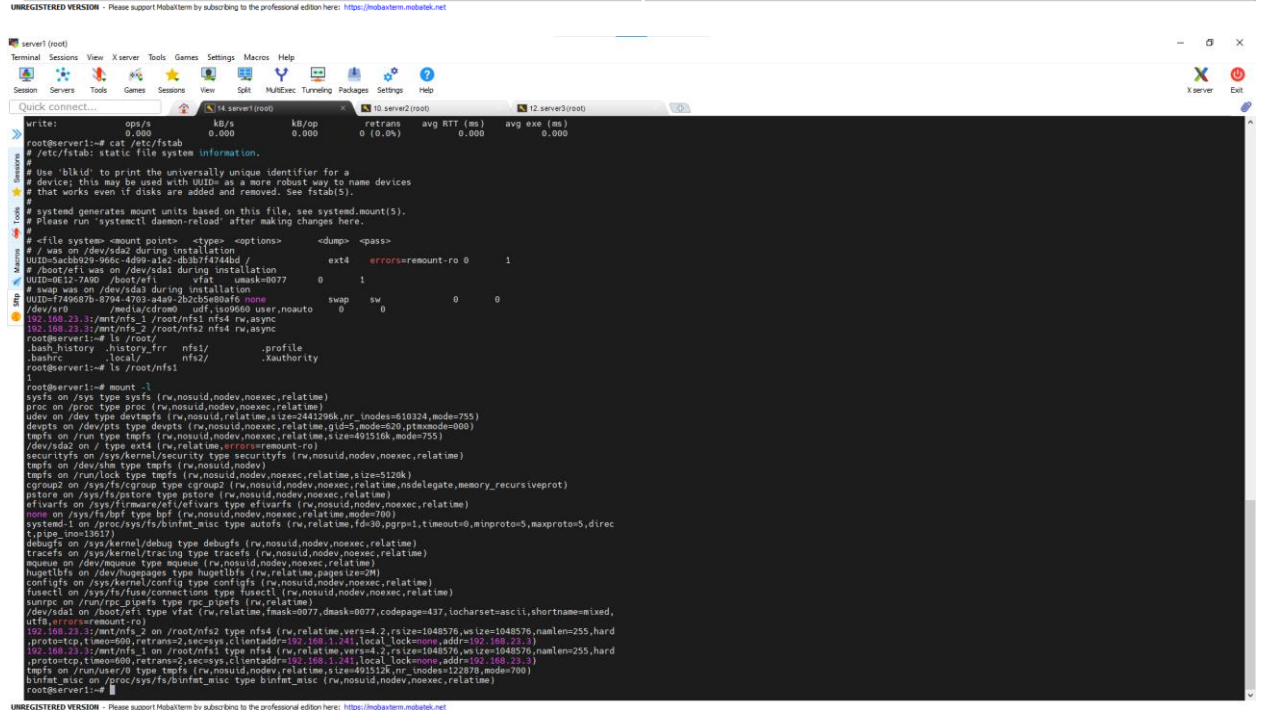 UNREGISTERED VERSION - Please support MobaXterm by subscribing to the professional edition here: https://mobaxterm.mobatek.net
server1 (root)
Terminal Sessions View X server Tools Games Settings Macros Help
Session Servers Tools Games Sessions View Split MultiExec Tunneling Packages Settings Help X server Exit
Quick connect... 14. server1 (root) 10. server2 (root) 12. server3 (root)
Sessions
Tools
Macros
Sftp
write: ops/s kB/s kB/op retrans avg RTT (ms) avg exe (ms)
0.000 0.000 0.000 0 (0.0%) 0.000 0.000
root@server1:~# cat /etc/fstab
# /etc/fstab: static file system information.
#
# Use 'blkid' to print the universally unique identifier for a
# device; this may be used with UUID= as a more robust way to name devices
# that works even if disks are added and removed. See fstab(5).
#
# systemd generates mount units based on this file, see systemd.mount(5).
# Please run 'systemctl daemon-reload' after making changes here.
#
# <file system> <mount point> <type> <options> <dump> <pass>
# / was on /dev/sda2 during installation
UUID=5acbb929-966c-4d99-a1e2-db3b7f4744bd / ext4 errors=remount-ro 0 1
# /boot/efi was on /dev/sda1 during installation
UUID=0E12-7A9D /boot/efi vfat umask=0077 0 1
# swap was on /dev/sda3 during installation
UUID=f749687b-8794-4703-a4a9-2b2cb5e80af6 none swap sw 0 0
/dev/sr0 /media/cdrom0 udf,iso9660 user,noauto 0 0
192.168.23.3:/mnt/nfs_1 /root/nfs1 nfs4 rw,async
192.168.23.3:/mnt/nfs_2 /root/nfs2 nfs4 rw,async
root@server1:~# ls /root/
.bash_history .history_frr nfs1/ .profile
.bashrc .local/ nfs2/ .Xauthority
root@server1:~# ls /root/nfs1
1
root@server1:~# mount -l
sysfs on /sys type sysfs (rw,nosuid,nodev,noexec,relatime)
proc on /proc type proc (rw,nosuid,nodev,noexec,relatime)
udev on /dev type devtmpfs (rw,nosuid,relatime,size=2441296k,nr_inodes=610324,mode=755)
devpts on /dev/pts type devpts (rw,nosuid,noexec,relatime,gid=5,mode=620,ptmxmode=000)
tmpfs on /run type tmpfs (rw,nosuid,nodev,noexec,relatime,size=491516k,mode=755)
/dev/sda2 on / type ext4 (rw,relatime,errors=remount-ro)
securityfs on /sys/kernel/security type securityfs (rw,nosuid,nodev,noexec,relatime)
tmpfs on /dev/shm type tmpfs (rw,nosuid,nodev)
tmpfs on /run/lock type tmpfs (rw,nosuid,nodev,noexec,relatime,size=5120k)
cgroup2 on /sys/fs/cgroup type cgroup2 (rw,nosuid,nodev,noexec,relatime,nsdelegate,memory_recursiveprot)
pstore on /sys/fs/pstore type pstore (rw,nosuid,nodev,noexec,relatime)
efivarfs on /sys/firmware/efi/efivars type efivarfs (rw,nosuid,nodev,noexec,relatime)
none on /sys/fs/bpf type bpf (rw,nosuid,nodev,noexec,relatime,mode=700)
systemd-1 on /proc/sys/fs/binfmt_misc type autofs (rw,relatime,fd=30,pgrp=1,timeout=0,minproto=5,maxproto=5,direc
t,pipe_ino=13617)
debugfs on /sys/kernel/debug type debugfs (rw,nosuid,nodev,noexec,relatime)
tracefs on /sys/kernel/tracing type tracefs (rw,nosuid,nodev,noexec,relatime)
mqueue on /dev/mqueue type mqueue (rw,nosuid,nodev,noexec,relatime)
hugetlbfs on /dev/hugepages type hugetlbfs (rw,relatime,pagesize=2M)
configfs on /sys/kernel/config type configfs (rw,nosuid,nodev,noexec,relatime)
fusectl on /sys/fs/fuse/connections type fusectl (rw,nosuid,nodev,noexec,relatime)
sunrpc on /run/rpc_pipefs type rpc_pipefs (rw,relatime)
/dev/sda1 on /boot/efi type vfat (rw,relatime,fmask=0077,dmask=0077,codepage=437,iocharset=ascii,shortname=mixed,
utf8,errors=remount-ro)
192.168.23.3:/mnt/nfs_2 on /root/nfs2 type nfs4 (rw,relatime,vers=4.2,rsize=1048576,wsize=1048576,namlen=255,hard
,proto=tcp,timeo=600,retrans=2,sec=sys,clientaddr=192.168.1.241,local_lock=none,addr=192.168.23.3)
192.168.23.3:/mnt/nfs_1 on /root/nfs1 type nfs4 (rw,relatime,vers=4.2,rsize=1048576,wsize=1048576,namlen=255,hard
,proto=tcp,timeo=600,retrans=2,sec=sys,clientaddr=192.168.1.241,local_lock=none,addr=192.168.23.3)
tmpfs on /run/user/0 type tmpfs (rw,nosuid,nodev,relatime,size=491512k,nr_inodes=122878,mode=700)
binfmt_misc on /proc/sys/fs/binfmt_misc type binfmt_misc (rw,nosuid,nodev,noexec,relatime)
root@server1:~#
UNREGISTERED VERSION - Please support MobaXterm by subscribing to the professional edition here: https://mobaxterm.mobatek.net